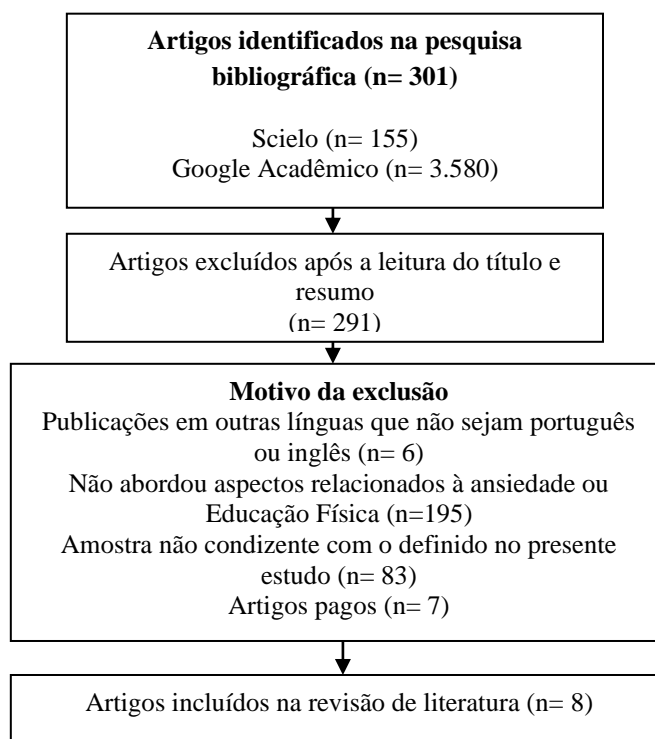 Artigos identificados na pesquisa
bibliográfica (n= 301)
Scielo (n= 155)
Google Acadêmico (n= 3.580)
Artigos excluídos após a leitura do título e
resumo
(n= 291)
Motivo da exclusão
Publicações em outras línguas que não sejam português
ou inglês (n= 6)
Não abordou aspectos relacionados à ansiedade ou
Educação Física (n=195)
Amostra não condizente com o definido no presente
estudo (n= 83)
Artigos pagos (n= 7)
Artigos incluídos na revisão de literatura (n= 8)